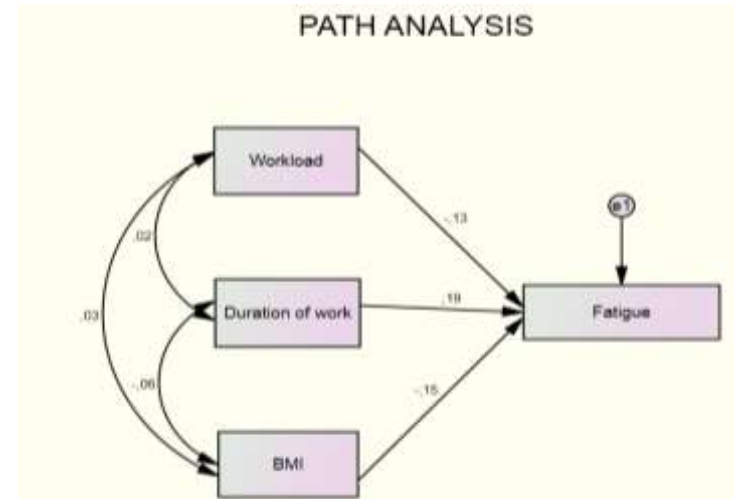 PATH ANALYSIS
Workload
e1
-,13
,02
Duration of work
,19
Fatigue
,03
-,06
-,15
BMI